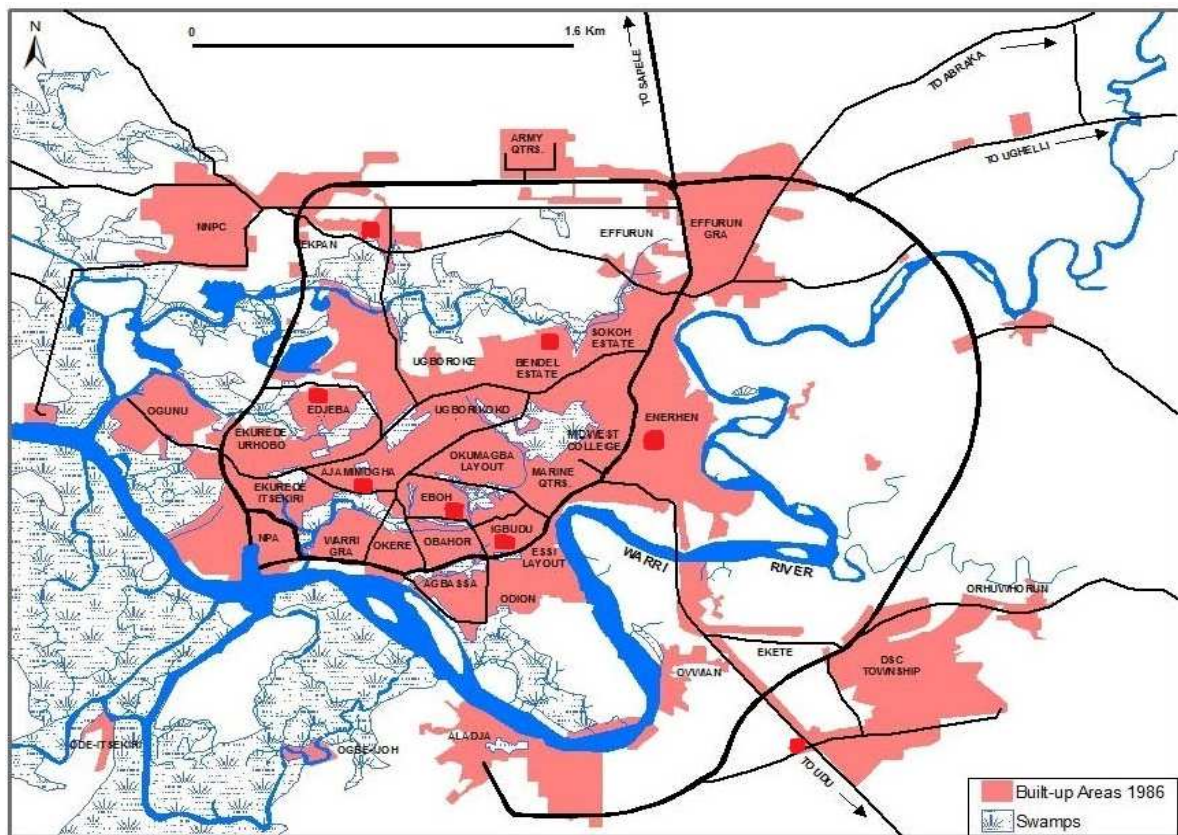 N
0 1.6 Km
TO SAPELE
TO ABRAKA
TO UGHELLI
ARMY
QTRS.
NNPC
EKPAN
EFFURUN
EFFURUN
GRA
UGBOROKE
BENDEL
ESTATE
SOKOH
ESTATE
OGUNU
EDJEBA
UGBORIKOKO
ENERHEN
EKUREDE
URHOBO
MIDWEST
COLLEGE
OKUMAGBA
LAYOUT
AJAMIMOGHA
MARINE
QTRS.
EKUREDE
ITSEKIRI
EBOH
NPA
WARRI
GRA
OKERE
OBAHOR
IGBUDU
ESSI
LAYOUT
WARRI
RIVER
AGBASSA
ODION
ORHUWHORUN
EKETE
DSC
TOWNSHIP
OVWIAN
ALADJA
ODE-ITSEKIRI
OGBE-IJOH
TO UDU
Built-up Areas 1986
Swamps